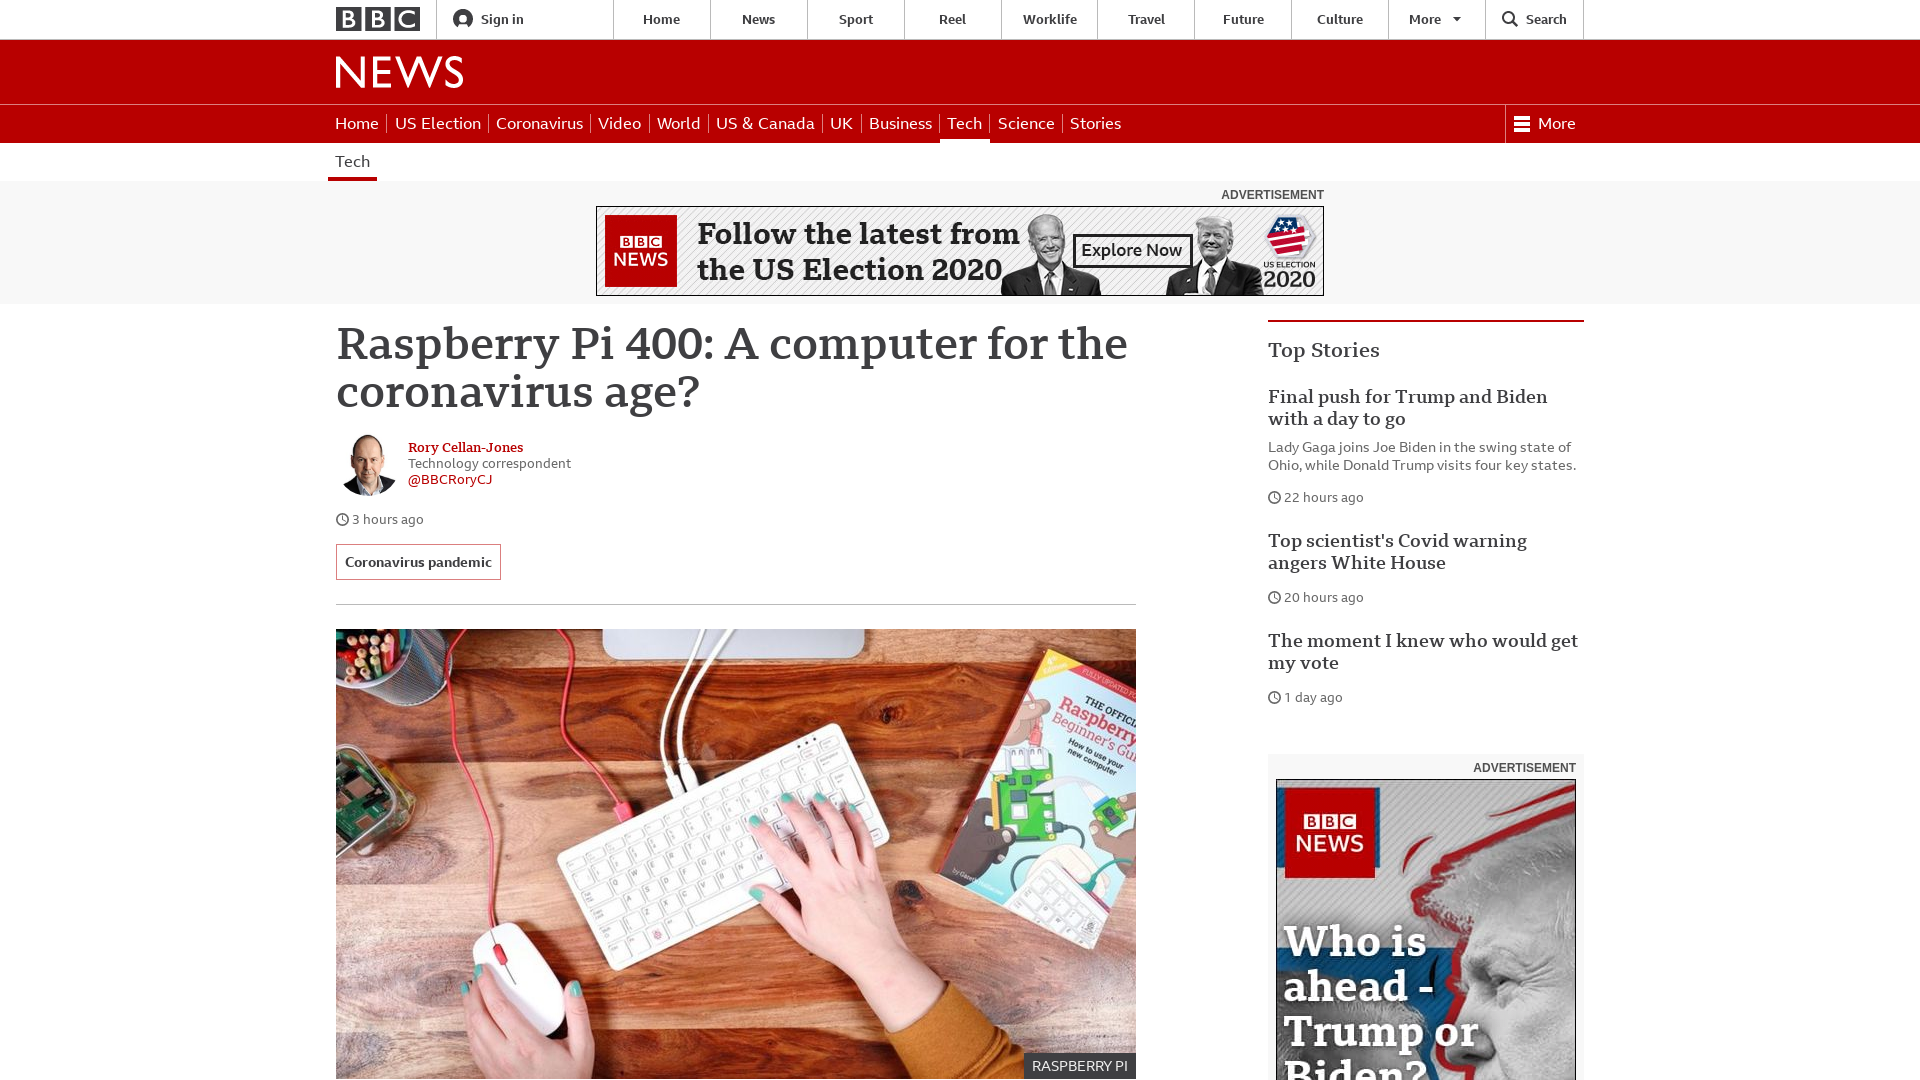 BBC
Sign in
Home
News
Sport
Reel
Worklife
Travel
Future
Culture
More
Search
NEWS
Home
US Election
Coronavirus
Video
World
US & Canada
UK
Business
Tech
Science
Stories
More
Tech
ADVERTISEMENT
BBC
NEWS
Follow the latest from
the US Election 2020
Explore Now
US ELECTION
2020
Raspberry Pi 400: A computer for the
coronavirus age?
Rory Cellan-Jones
Technology correspondent
@BBCRoryCJ
3 hours ago
Coronavirus pandemic
FULLY UPDATED FO
THE OFFICI
Raspberry
Beginner's Gui
How to use your
new computer
RASPBERRY PI
Top Stories
Final push for Trump and Biden
with a day to go
Lady Gaga joins Joe Biden in the swing state of
Ohio, while Donald Trump visits four key states.
22 hours ago
Top scientist's Covid warning
angers White House
20 hours ago
The moment I knew who would get
my vote
1 day ago
ADVERTISEMENT
BBC
NEWS
Who is
ahead -
Trump or
Biden?